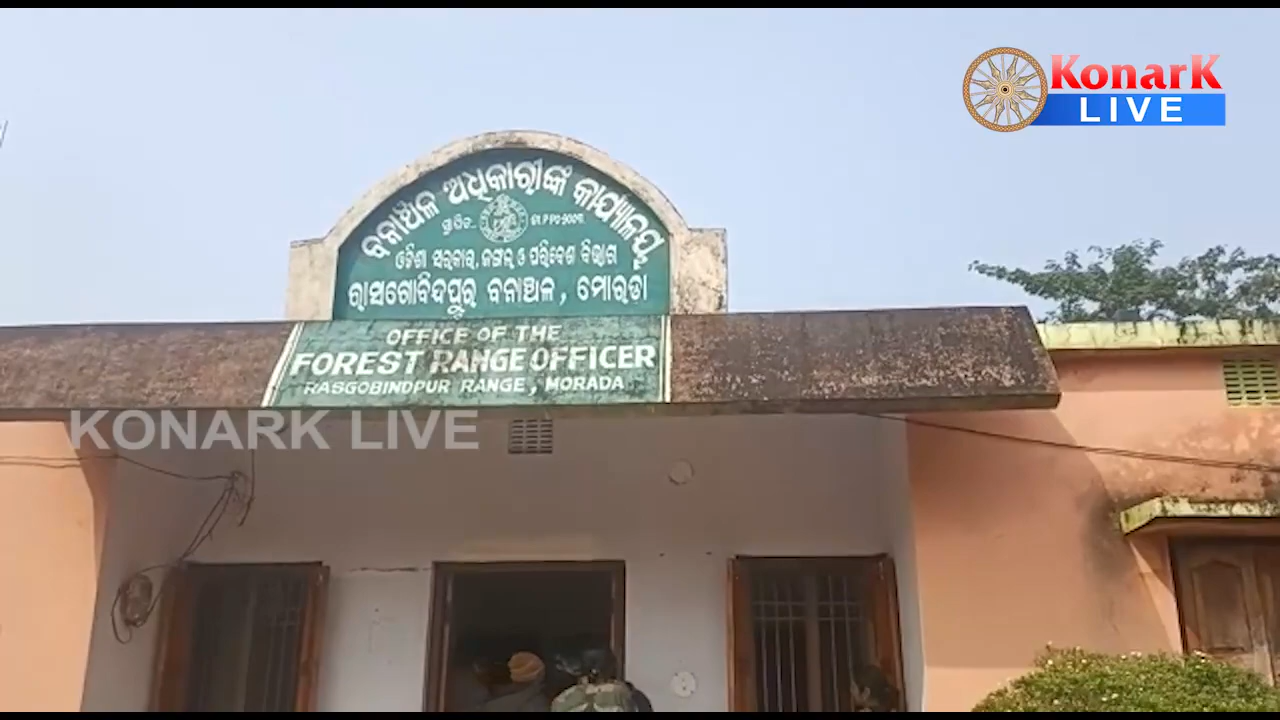 KonarK
LIVE
ବନାଞ୍ଚଳ ଅଧିକାରୀଙ୍କ କାର୍ଯ୍ୟାଳୟ
ସ୍ଥାପିତ
ଓଡିଶା ସରକାର, ଜଙ୍ଗଲ ଓ ପରିବେଶ ବିଭାଗ
ରାସଗୋବିନ୍ଦପୁର ବନାଞ୍ଚଳ, ମୋରଡା
OFFICE OF THE
FOREST RANGE OFFICER
RASGOBINDPUR RANGE, MORADA
KONARK LIVE